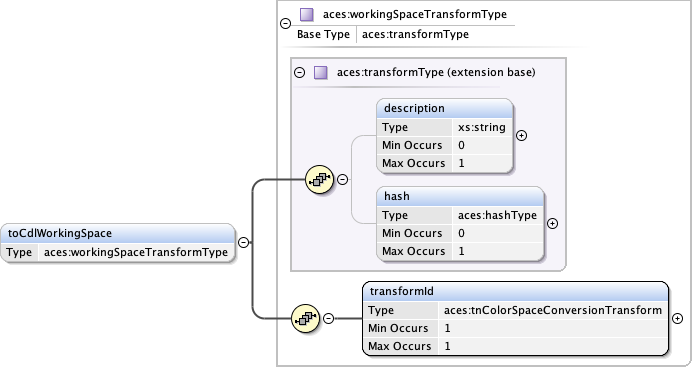 aces:workingSpaceTransformType
Base Type aces:transformType
aces:transformType (extension base)
description
Type xs:string
Min Occurs 0
Max Occurs 1
hash
Type aces:hashType
Min Occurs 0
Max Occurs 1
toCdlWorkingSpace
Type aces:workingSpaceTransformType
transformId
Type aces:tnColorSpaceConversionTransform
Min Occurs 1
Max Occurs 1